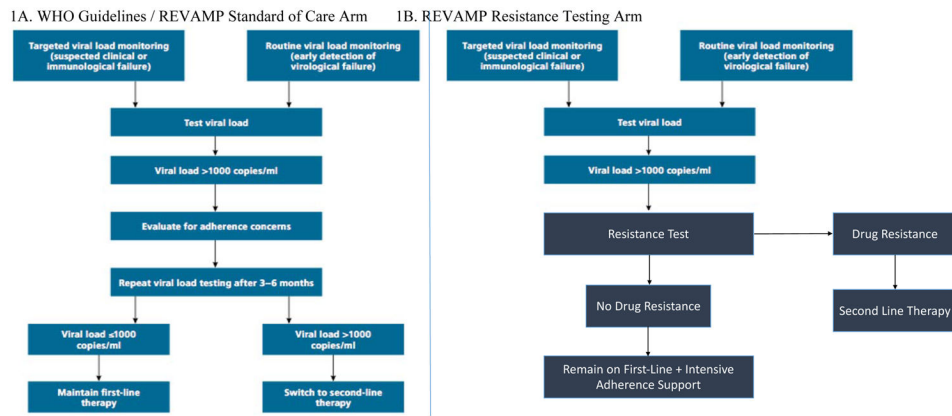 1A. WHO Guidelines / REVAMP Standard of Care Arm
Targeted viral load monitoring
(suspected clinical or
immunological failure)
Routine viral load monitoring
(early detection of
virological failure)
Test viral load
Viral load >1000 copies/ml
Evaluate for adherence concerns
Repeat viral load testing after 3–6 months
Viral load ≤1000
copies/ml
Viral load >1000
copies/ml
Maintain first-line
therapy
Switch to second-line
therapy
1B. REVAMP Resistance Testing Arm
Targeted viral load monitoring
(suspected clinical or
immunological failure)
Routine viral load monitoring
(early detection of
virological failure)
Test viral load
Viral load >1000 copies/ml
Resistance Test
Drug Resistance
No Drug Resistance
Second Line Therapy
Remain on First-Line + Intensive
Adherence Support